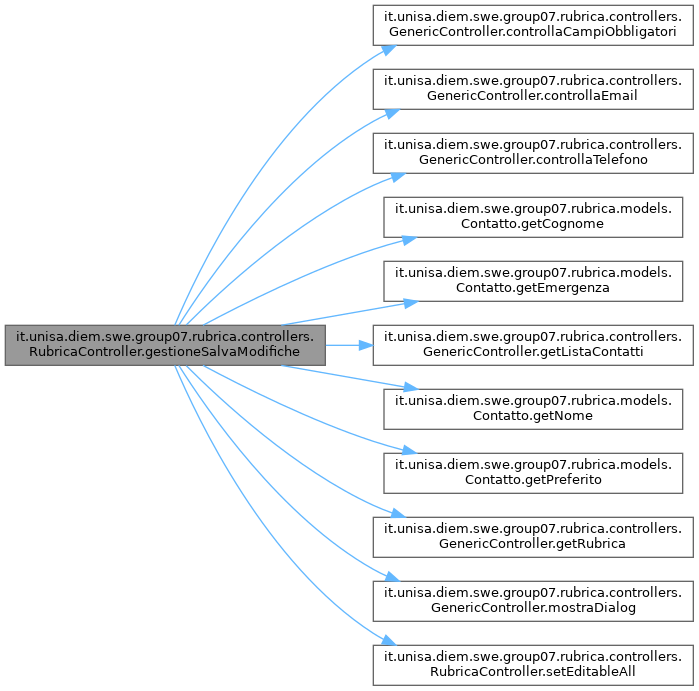 it.unisa.diem.swe.group07.rubrica.controllers.
RubricaController.gestioneSalvaModifiche
it.unisa.diem.swe.group07.rubrica.controllers.
GenericController.controllaCampiObbligatori
it.unisa.diem.swe.group07.rubrica.controllers.
GenericController.controllaEmail
it.unisa.diem.swe.group07.rubrica.controllers.
GenericController.controllaTelefono
it.unisa.diem.swe.group07.rubrica.models.
Contatto.getCognome
it.unisa.diem.swe.group07.rubrica.models.
Contatto.getEmergenza
it.unisa.diem.swe.group07.rubrica.controllers.
GenericController.getListaContatti
it.unisa.diem.swe.group07.rubrica.models.
Contatto.getNome
it.unisa.diem.swe.group07.rubrica.models.
Contatto.getPreferito
it.unisa.diem.swe.group07.rubrica.controllers.
GenericController.getRubrica
it.unisa.diem.swe.group07.rubrica.controllers.
GenericController.mostraDialog
it.unisa.diem.swe.group07.rubrica.controllers.
RubricaController.setEditableAll